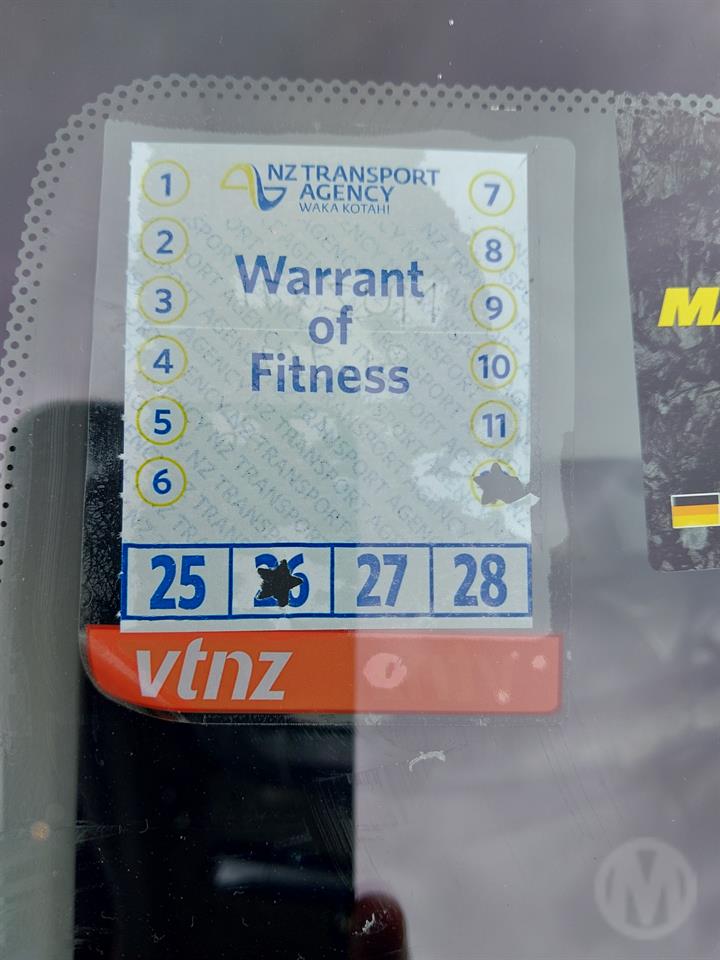 NZ TRANSPORT
AGENCY
WAKA KOTAHI
Warrant
of
Fitness
1
2
3
4
5
6
7
8
9
10
11
25 26 27 28
vtnz
M